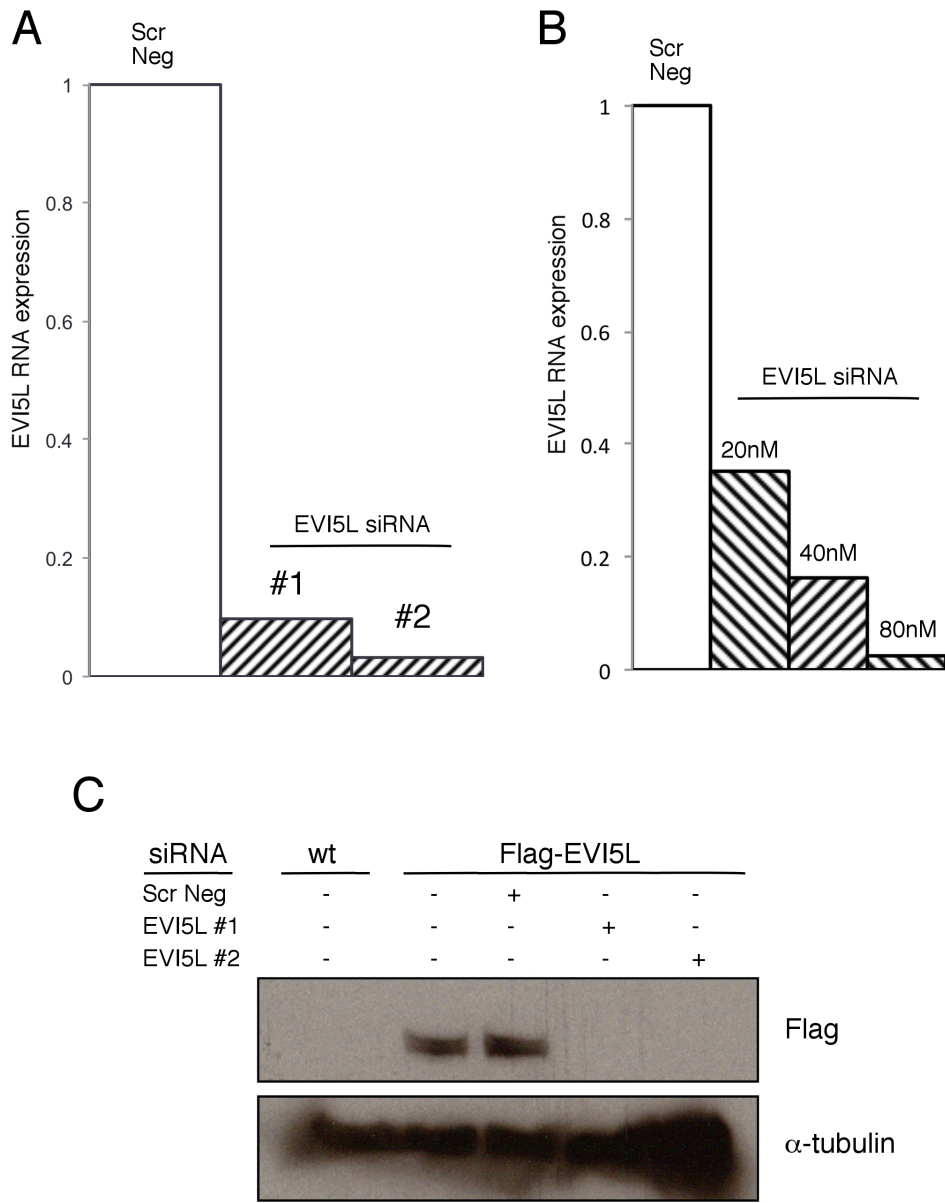 A
Scr
Neg
1
0.8
0.6
0.4
0.2
0
EVI5L RNA expression
EVI5L siRNA
#1
#2
B
Scr
Neg
1
0.8
0.6
0.4
0.2
0
EVI5L RNA expression
EVI5L siRNA
20nM
40nM
80nM
C
siRNA wt Flag-EVI5L
Scr Neg - - + - -
EVI5L #1 - - - + -
EVI5L #2 - - - - +
Flag
α-tubulin